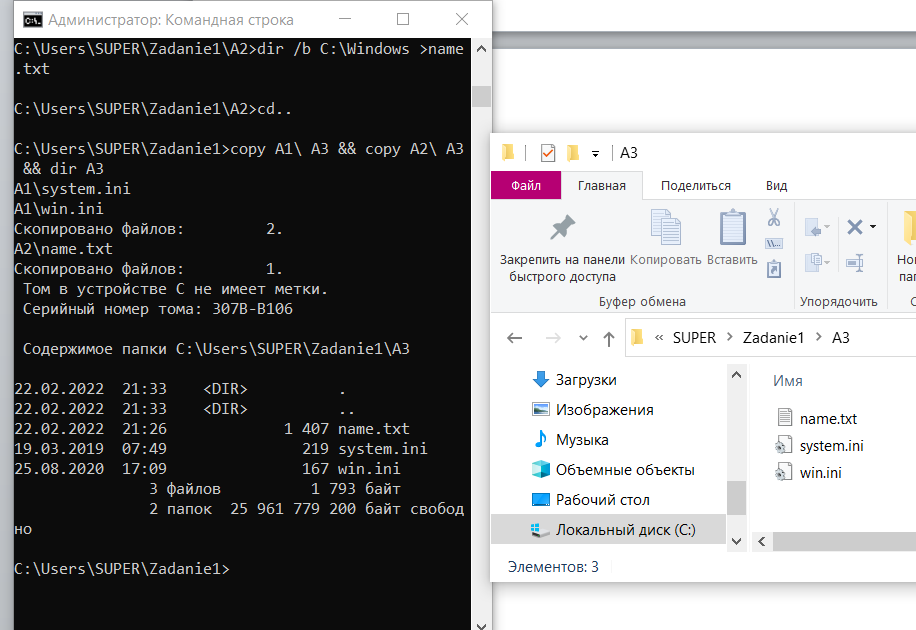 Администратор: Командная строка
C:\Users\SUPER\Zadanie1\A2>dir /b C:\Windows >name
.txt
C:\Users\SUPER\Zadanie1\A2>cd..
C:\Users\SUPER\Zadanie1>copy A1\ A3 && copy A2\ A3
 && dir A3
A1\system.ini
A1\win.ini
Скопировано файлов:         2.
A2\name.txt
Скопировано файлов:         1.
 Том в устройстве C не имеет метки.
 Серийный номер тома: 307B-B106
 Содержимое папки C:\Users\SUPER\Zadanie1\A3
22.02.2022  21:33    <DIR>          .
22.02.2022  21:33    <DIR>          ..
22.02.2022  21:26             1 407 name.txt
19.03.2019  07:49               219 system.ini
25.08.2020  17:09               167 win.ini
               3 файлов          1 793 байт
               2 папок  25 961 779 200 байт свобод
но
C:\Users\SUPER\Zadanie1>
A3
Файл Главная Поделиться Вид
Закрепить на панели
быстрого доступа
Копировать
Вставить
Буфер обмена
Упорядочить
SUPER > Zadanie1 > A3
Загрузки
Изображения
Музыка
Объемные объекты
Рабочий стол
Локальный диск (C:)
Имя
name.txt
system.ini
win.ini
Элементов: 3